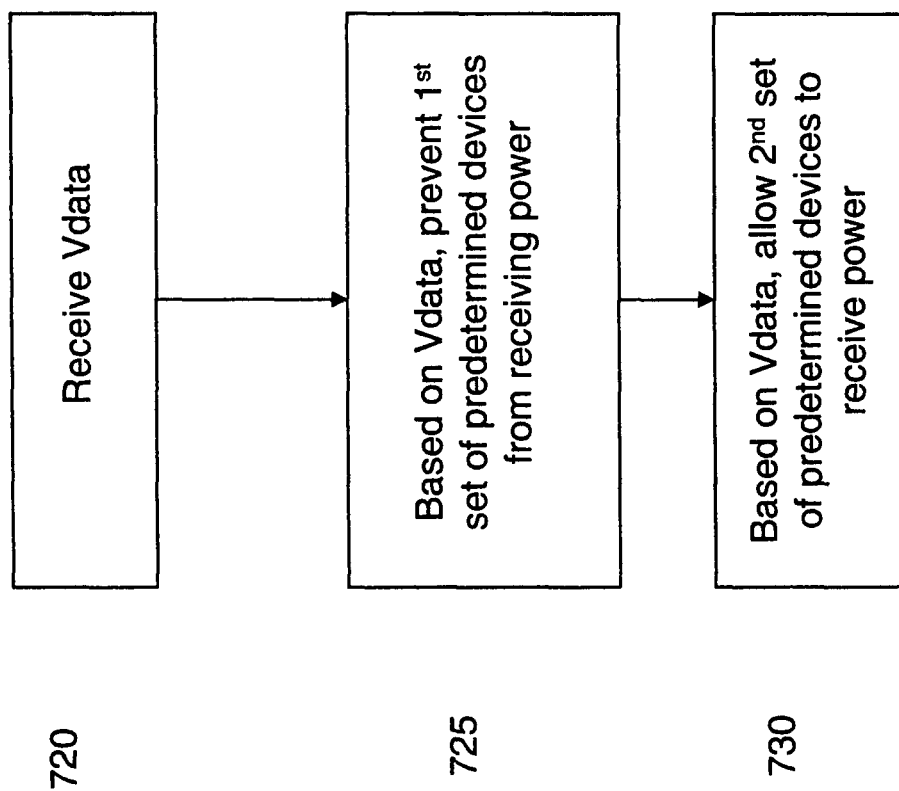 720
Receive Vdata
725
Based on Vdata, prevent 1st
set of predetermined devices
from receiving power
730
Based on Vdata, allow 2nd set
of predetermined devices to
receive power